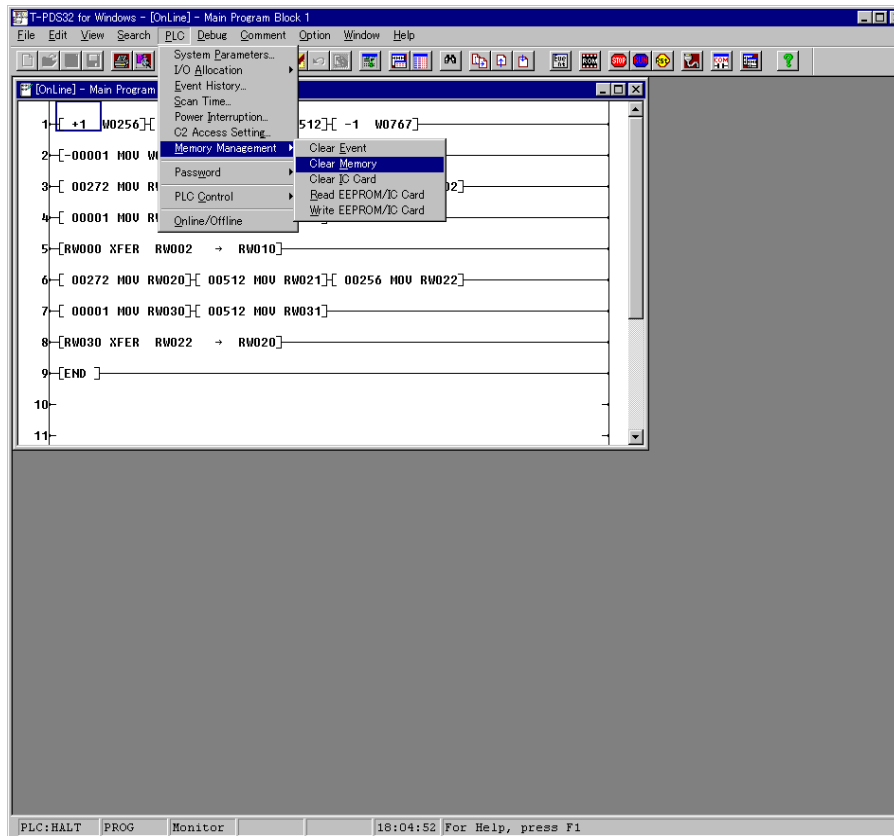 T-PDS32 for Windows - [OnLine] - Main Program Block 1
File Edit View Search PLC Debug Comment Option Window Help
System Parameters...
I/O Allocation
Event History...
Scan Time...
Power Interruption...
C2 Access Setting...
Memory Management
Password
PLC Control
Online/Offline
Clear Event
Clear Memory
Clear IC Card
Read EEPROM/IC Card
Write EEPROM/IC Card
[OnLine] - Main Program
1 [ +1 W0256] [ 512] [ -1 W0767]
2 [-00001 MOV
3 [ 00272 MOV 02]
4 [ 00001 MOV
5 [RW000 XFER RW002 → RW010]
6 [ 00272 MOV RW020] [ 00512 MOV RW021] [ 00256 MOV RW022]
7 [ 00001 MOV RW030] [ 00512 MOV RW031]
8 [RW030 XFER RW022 → RW020]
9 [END ]
10
11
PLC:HALT PROG Monitor 18:04:52 For Help, press F1